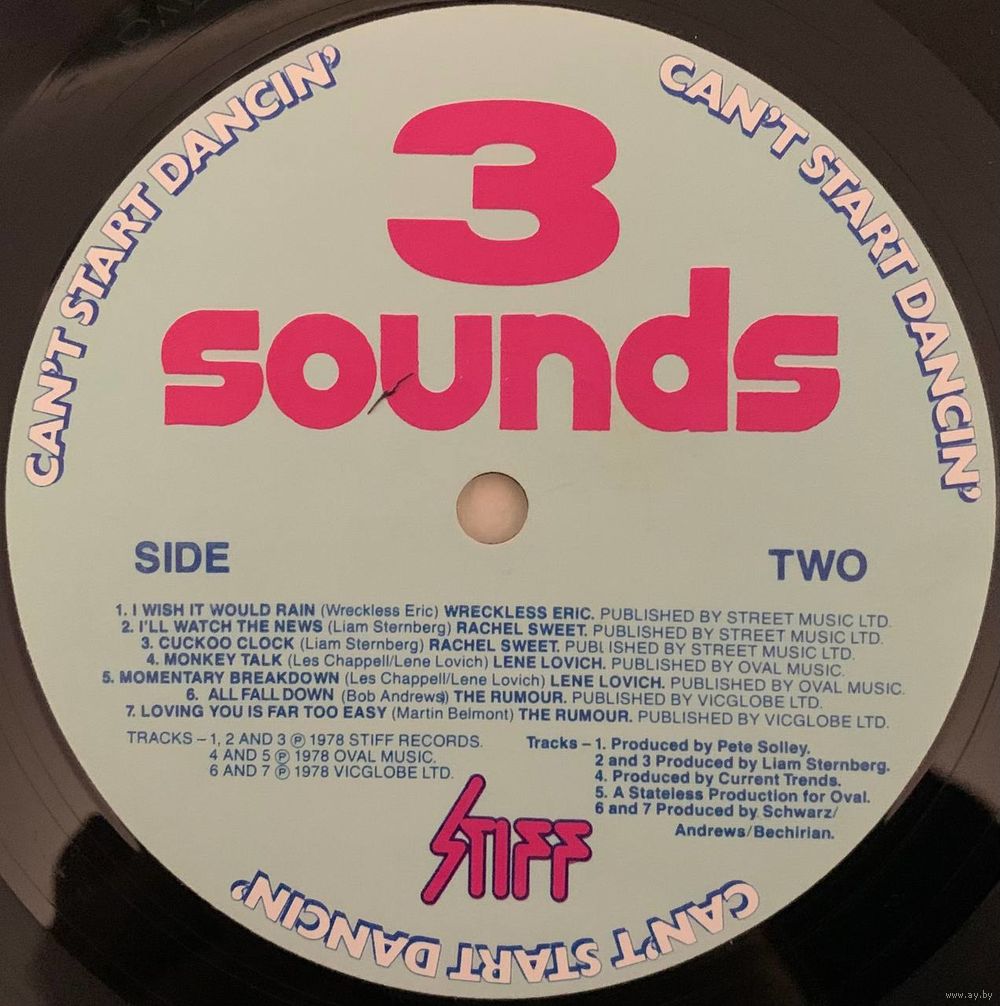 CAN'T START DANCIN'
CAN'T START DANCIN'
3
sounds
SIDE TWO
1. I WISH IT WOULD RAIN (Wreckless Eric) WRECKLESS ERIC. PUBLISHED BY STREET MUSIC LTD.
2. I'LL WATCH THE NEWS (Liam Sternberg) RACHEL SWEET. PUBLISHED BY STREET MUSIC LTD.
3. CUCKOO CLOCK (Liam Sternberg) RACHEL SWEET. PUBLISHED BY STREET MUSIC LTD.
4. MONKEY TALK (Les Chappell/Lene Lovich) LENE LOVICH. PUBLISHED BY OVAL MUSIC.
5. MOMENTARY BREAKDOWN (Les Chappell/Lene Lovich) LENE LOVICH. PUBLISHED BY OVAL MUSIC.
6. ALL FALL DOWN (Bob Andrews) THE RUMOUR. PUBLISHED BY VICGLOBE LTD.
7. LOVING YOU IS FAR TOO EASY (Martin Belmont) THE RUMOUR. PUBLISHED BY VICGLOBE LTD.
TRACKS – 1, 2 AND 3 ℗ 1978 STIFF RECORDS.
4 AND 5 ℗ 1978 OVAL MUSIC.
6 AND 7 ℗ 1978 VICGLOBE LTD.
Tracks – 1. Produced by Pete Solley.
2 and 3 Produced by Liam Sternberg.
4. Produced by Current Trends.
5. A Stateless Production for Oval.
6 and 7 Produced by Schwarz/
Andrews/Bechirian.
STIFF
CAN'T START DANCIN'
www.ay.by